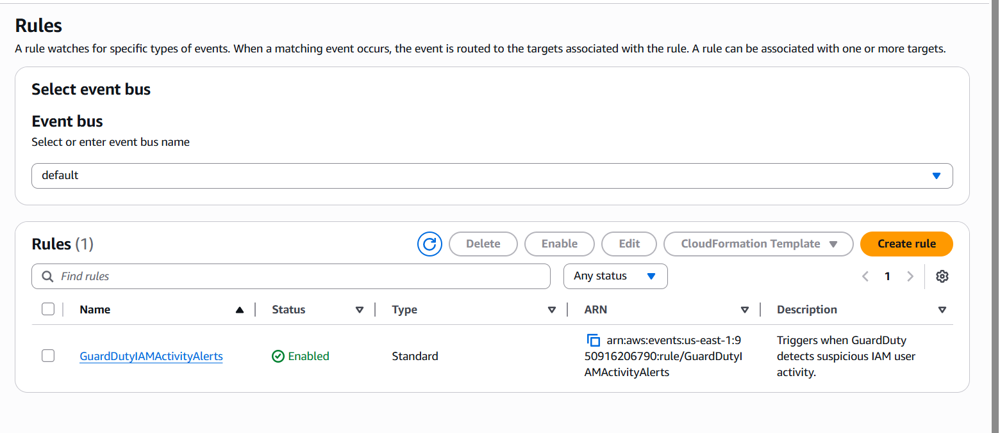 Rules
A rule watches for specific types of events. When a matching event occurs, the event is routed to the targets associated with the rule. A rule can be associated with one or more targets.
Select event bus
Event bus
Select or enter event bus name
default
Rules (1)
Delete
Enable
Edit
CloudFormation Template
Create rule
Find rules
Any status
1
Name
Status
Type
ARN
Description
GuardDutyIAMActivityAlerts
Enabled
Standard
arn:aws:events:us-east-1:9
50916206790:rule/GuardDutyI
AMActivityAlerts
Triggers when GuardDuty
detects suspicious IAM user
activity.